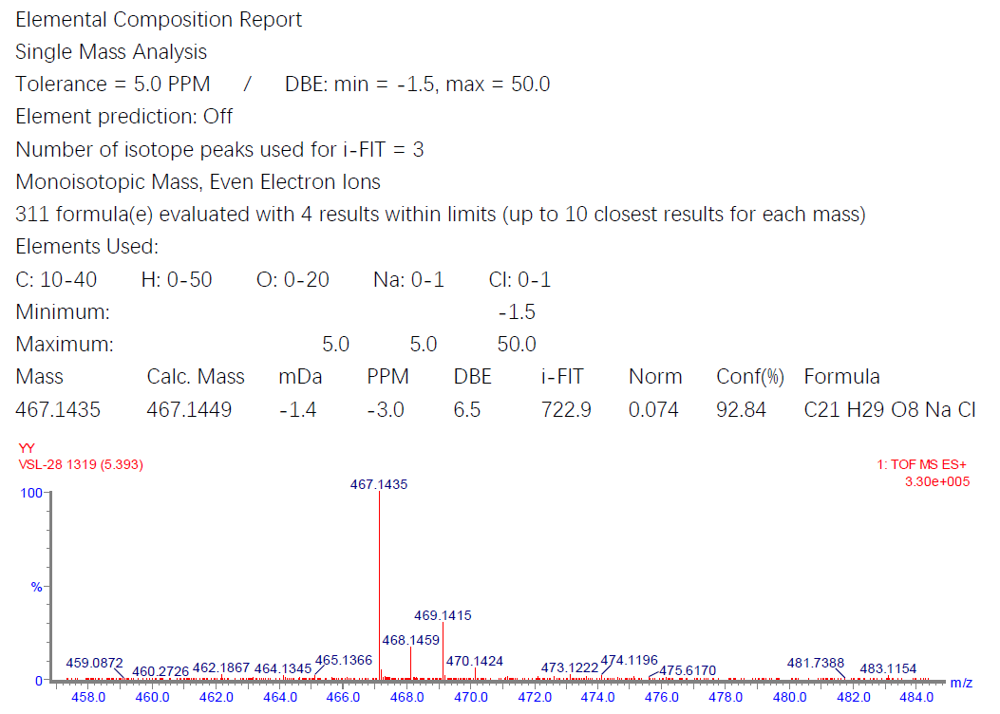 Elemental Composition Report
Single Mass Analysis
Tolerance = 5.0 PPM / DBE: min = -1.5, max = 50.0
Element prediction: Off
Number of isotope peaks used for i-FIT = 3
Monoisotopic Mass, Even Electron Ions
311 formula(e) evaluated with 4 results within limits (up to 10 closest results for each mass)
Elements Used:
C: 10-40 H: 0-50 O: 0-20 Na: 0-1 Cl: 0-1
Minimum: -1.5
Maximum: 5.0 5.0 50.0
Mass Calc. Mass mDa PPM DBE i-FIT Norm Conf(%) Formula
467.1435 467.1449 -1.4 -3.0 6.5 722.9 0.074 92.84 C21 H29 O8 Na Cl
YY
VSL-28 1319 (5.393) 1: TOF MS ES+
3.30e+005
467.1435
100
%
469.1415
468.1459
459.0872 460.2726 462.1867 464.1345 465.1366 470.1424 473.1222 474.1196 475.6170 481.7388 483.1154
0
458.0 460.0 462.0 464.0 466.0 468.0 470.0 472.0 474.0 476.0 478.0 480.0 482.0 484.0 m/z